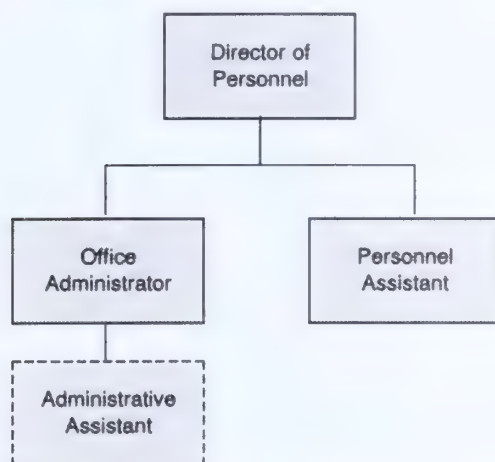 Director of
Personnel
Office
Administrator
Personnel
Assistant
Administrative
Assistant